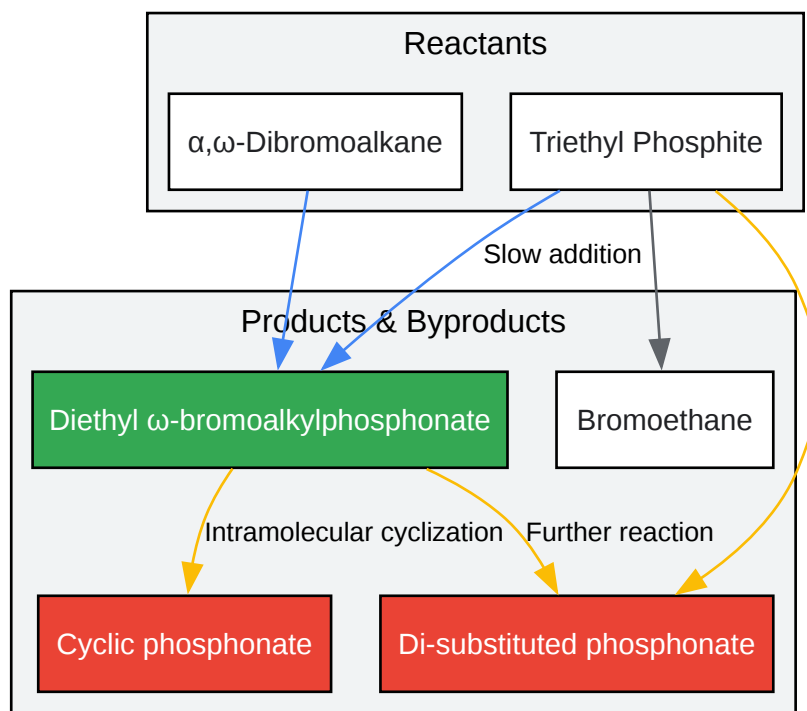 Reactants
α,ω-Dibromoalkane
Triethyl Phosphite
Slow addition
Products & Byproducts
Diethyl ω-bromoalkylphosphonate
Bromoethane
Intramolecular cyclization
Further reaction
Cyclic phosphonate
Di-substituted phosphonate